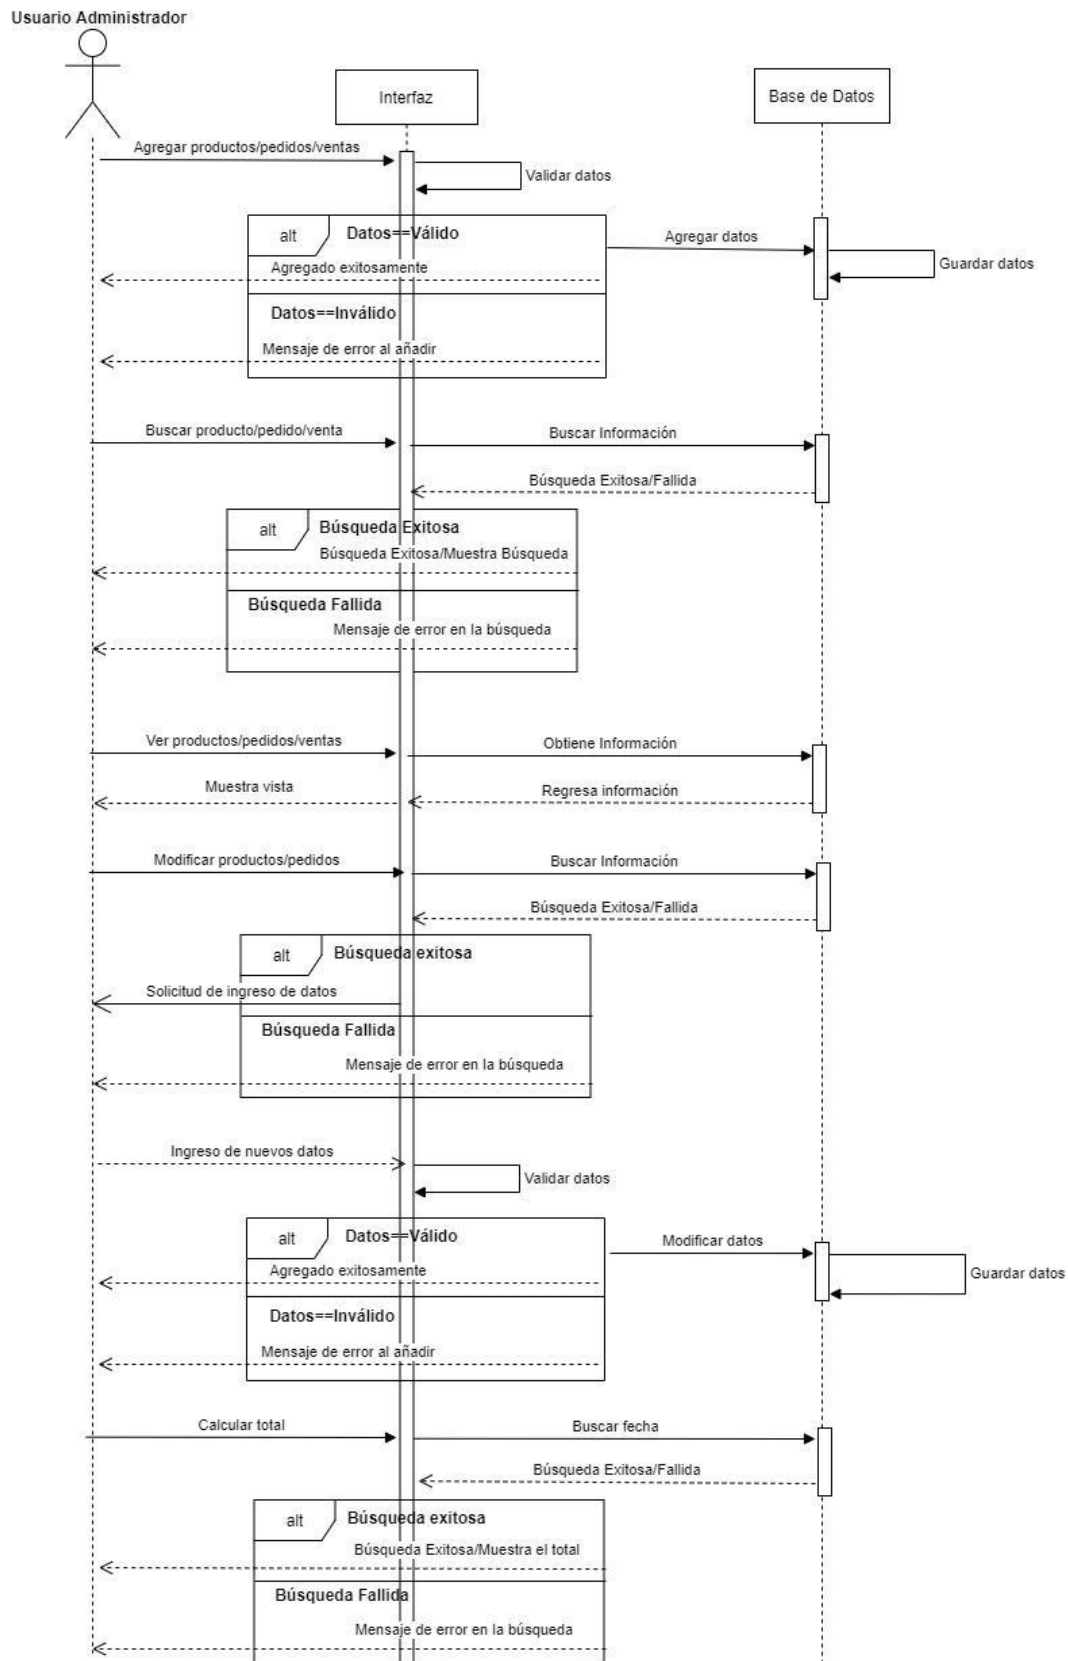 Usuario Administrador
Interfaz
Base de Datos
Agregar productos/pedidos/ventas
Validar datos
alt
Datos==Válido
Agregar datos
Guardar datos
Agregado exitosamente
Datos==Inválido
Mensaje de error al añadir
Buscar producto/pedido/venta
Buscar Información
Búsqueda Exitosa/Fallida
alt
Búsqueda Exitosa
Búsqueda Exitosa/Muestra Búsqueda
Búsqueda Fallida
Mensaje de error en la búsqueda
Ver productos/pedidos/ventas
Obtiene Información
Muestra vista
Regresa información
Modificar productos/pedidos
Buscar Información
Búsqueda Exitosa/Fallida
alt
Búsqueda exitosa
Solicitud de ingreso de datos
Búsqueda Fallida
Mensaje de error en la búsqueda
Ingreso de nuevos datos
Validar datos
alt
Datos==Válido
Modificar datos
Guardar datos
Agregado exitosamente
Datos==Inválido
Mensaje de error al añadir
Calcular total
Buscar fecha
Búsqueda Exitosa/Fallida
alt
Búsqueda exitosa
Búsqueda Exitosa/Muestra el total
Búsqueda Fallida
Mensaje de error en la búsqueda